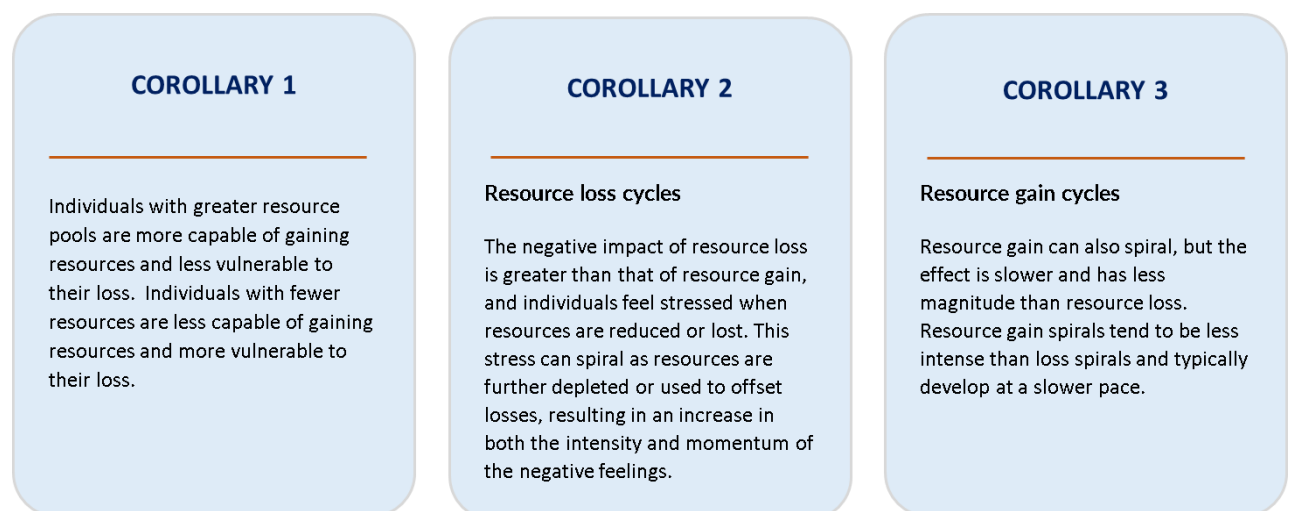 COROLLARY 1
Individuals with greater resource
pools are more capable of gaining
resources and less vulnerable to
their loss.  Individuals with fewer
resources are less capable of gaining
resources and more vulnerable to
their loss.
COROLLARY 2
Resource loss cycles
The negative impact of resource loss
is greater than that of resource gain,
and individuals feel stressed when
resources are reduced or lost. This
stress can spiral as resources are
further depleted or used to offset
losses, resulting in an increase in
both the intensity and momentum of
the negative feelings.
COROLLARY 3
Resource gain cycles
Resource gain can also spiral, but the
effect is slower and has less
magnitude than resource loss.
Resource gain spirals tend to be less
intense than loss spirals and typically
develop at a slower pace.